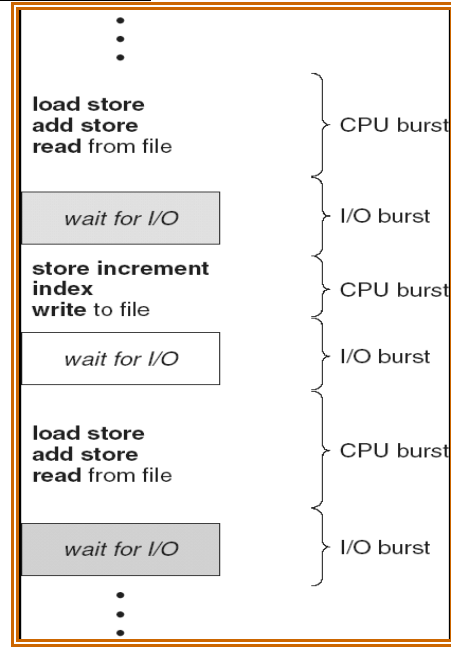 load store
add store
read from file
CPU burst
wait for I/O
I/O burst
store increment
index
write to file
CPU burst
wait for I/O
I/O burst
load store
add store
read from file
CPU burst
wait for I/O
I/O burst